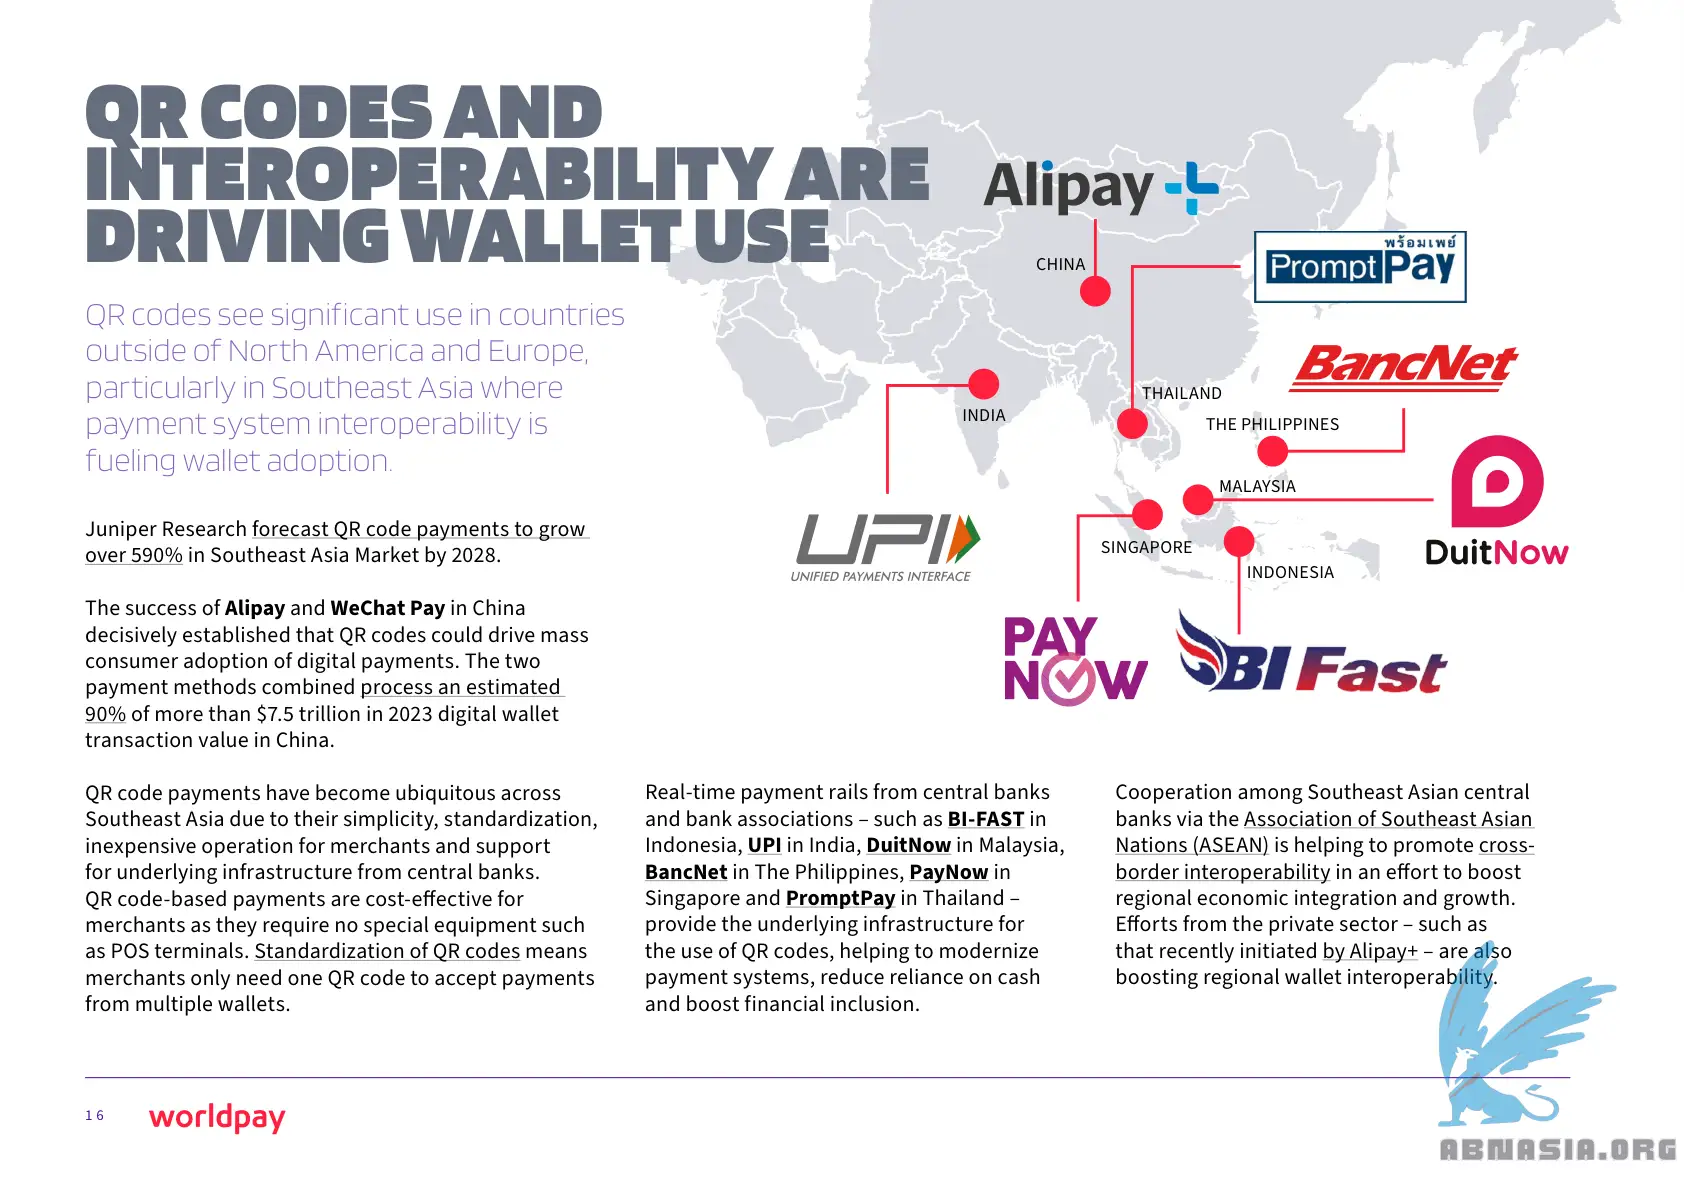 QR CODES AND
INTEROPERABILITY ARE
DRIVING WALLET USE
QR codes see significant use in countries
outside of North America and Europe,
particularly in Southeast Asia where
payment system interoperability is
fueling wallet adoption.
Juniper Research forecast QR code payments to grow
over 590% in Southeast Asia Market by 2028.
The success of Alipay and WeChat Pay in China
decisively established that QR codes could drive mass
consumer adoption of digital payments. The two
payment methods combined process an estimated
90% of more than $7.5 trillion in 2023 digital wallet
transaction value in China.
QR code payments have become ubiquitous across
Southeast Asia due to their simplicity, standardization,
inexpensive operation for merchants and support
for underlying infrastructure from central banks.
QR code-based payments are cost-effective for
merchants as they require no special equipment such
as POS terminals. Standardization of QR codes means
merchants only need one QR code to accept payments
from multiple wallets.
Alipay+
CHINA
พร้อมเพย์
PromptPay
BancNet
THAILAND
INDIA
THE PHILIPPINES
MALAYSIA
DuitNow
UPI
UNIFIED PAYMENTS INTERFACE
SINGAPORE
INDONESIA
PAY
NOW
BI Fast
Real-time payment rails from central banks
and bank associations – such as BI-FAST in
Indonesia, UPI in India, DuitNow in Malaysia,
BancNet in The Philippines, PayNow in
Singapore and PromptPay in Thailand –
provide the underlying infrastructure for
the use of QR codes, helping to modernize
payment systems, reduce reliance on cash
and boost financial inclusion.
Cooperation among Southeast Asian central
banks via the Association of Southeast Asian
Nations (ASEAN) is helping to promote cross-
border interoperability in an effort to boost
regional economic integration and growth.
Efforts from the private sector – such as
that recently initiated by Alipay+ – are also
boosting regional wallet interoperability.
16
worldpay
ABNASIA.ORG